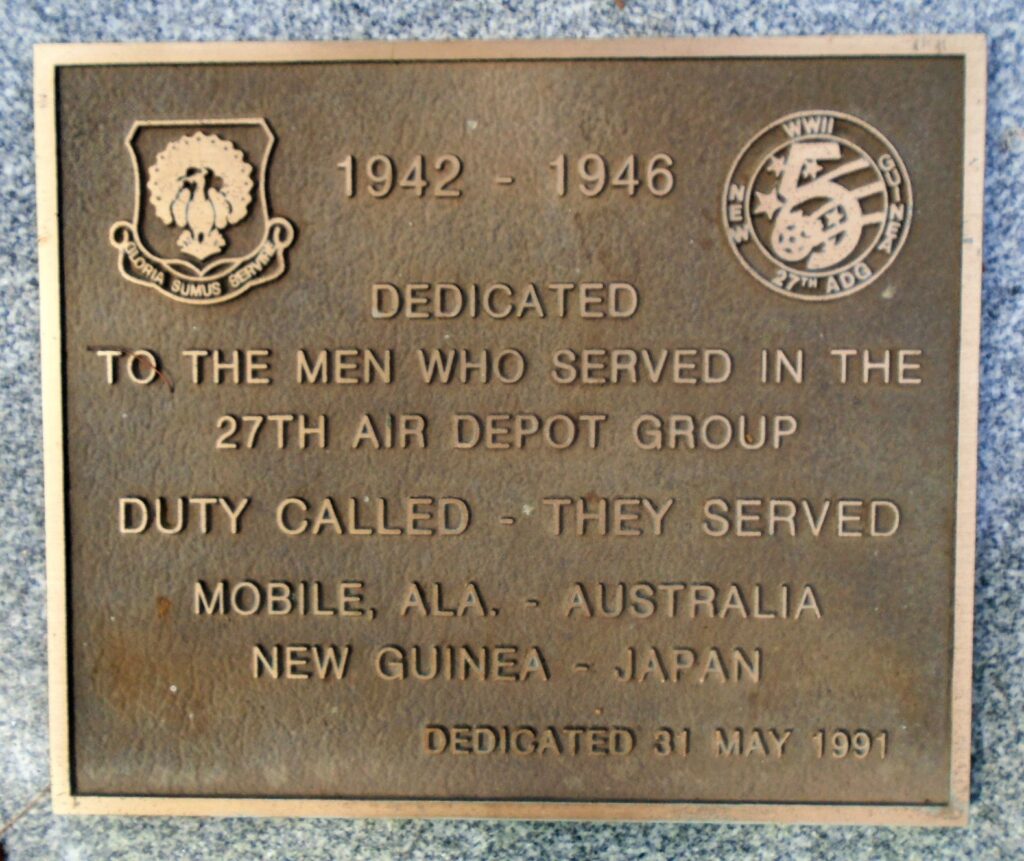 1942 - 1946
GLORIA SUMUS SERVIRE
WWII
NEW GUINEA
5
27TH ADG
DEDICATED
TO THE MEN WHO SERVED IN THE
27TH AIR DEPOT GROUP
DUTY CALLED - THEY SERVED
MOBILE, ALA. - AUSTRALIA
NEW GUINEA - JAPAN
DEDICATED 31 MAY 1991